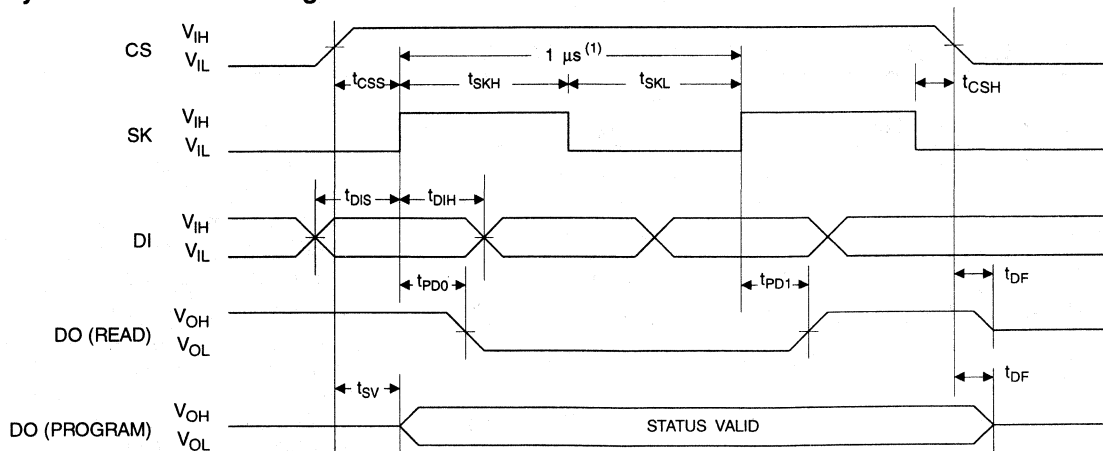 CS V_IH
V_IL
1 µs (1)
t_CSS t_SKH t_SKL t_CSH
SK V_IH
V_IL
t_DIS t_DIH
DI V_IH
V_IL
t_PD0 t_PD1 t_DF
DO (READ) V_OH
V_OL
t_SV t_DF
DO (PROGRAM) V_OH
V_OL
STATUS VALID